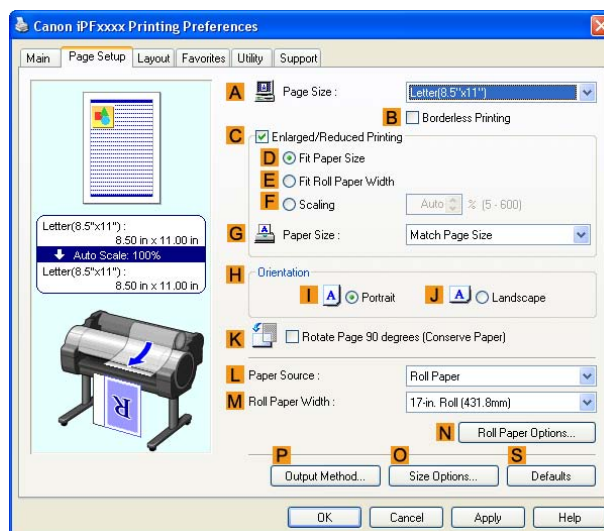 Canon iPFxxxx Printing Preferences
Main Page Setup Layout Favorites Utility Support
A Page Size : Letter(8.5"x11")
B Borderless Printing
C Enlarged/Reduced Printing
D Fit Paper Size
E Fit Roll Paper Width
F Scaling Auto % (5 - 600)
Letter(8.5"x11") :
8.50 in x 11.00 in
Auto Scale: 100%
Letter(8.5"x11") :
8.50 in x 11.00 in
G A Paper Size : Match Page Size
H Orientation
I A Portrait J A Landscape
K Rotate Page 90 degrees (Conserve Paper)
R
L Paper Source : Roll Paper
M Roll Paper Width : 17-in. Roll (431.8mm)
N Roll Paper Options...
P O S
Output Method... Size Options... Defaults
OK Cancel Apply Help